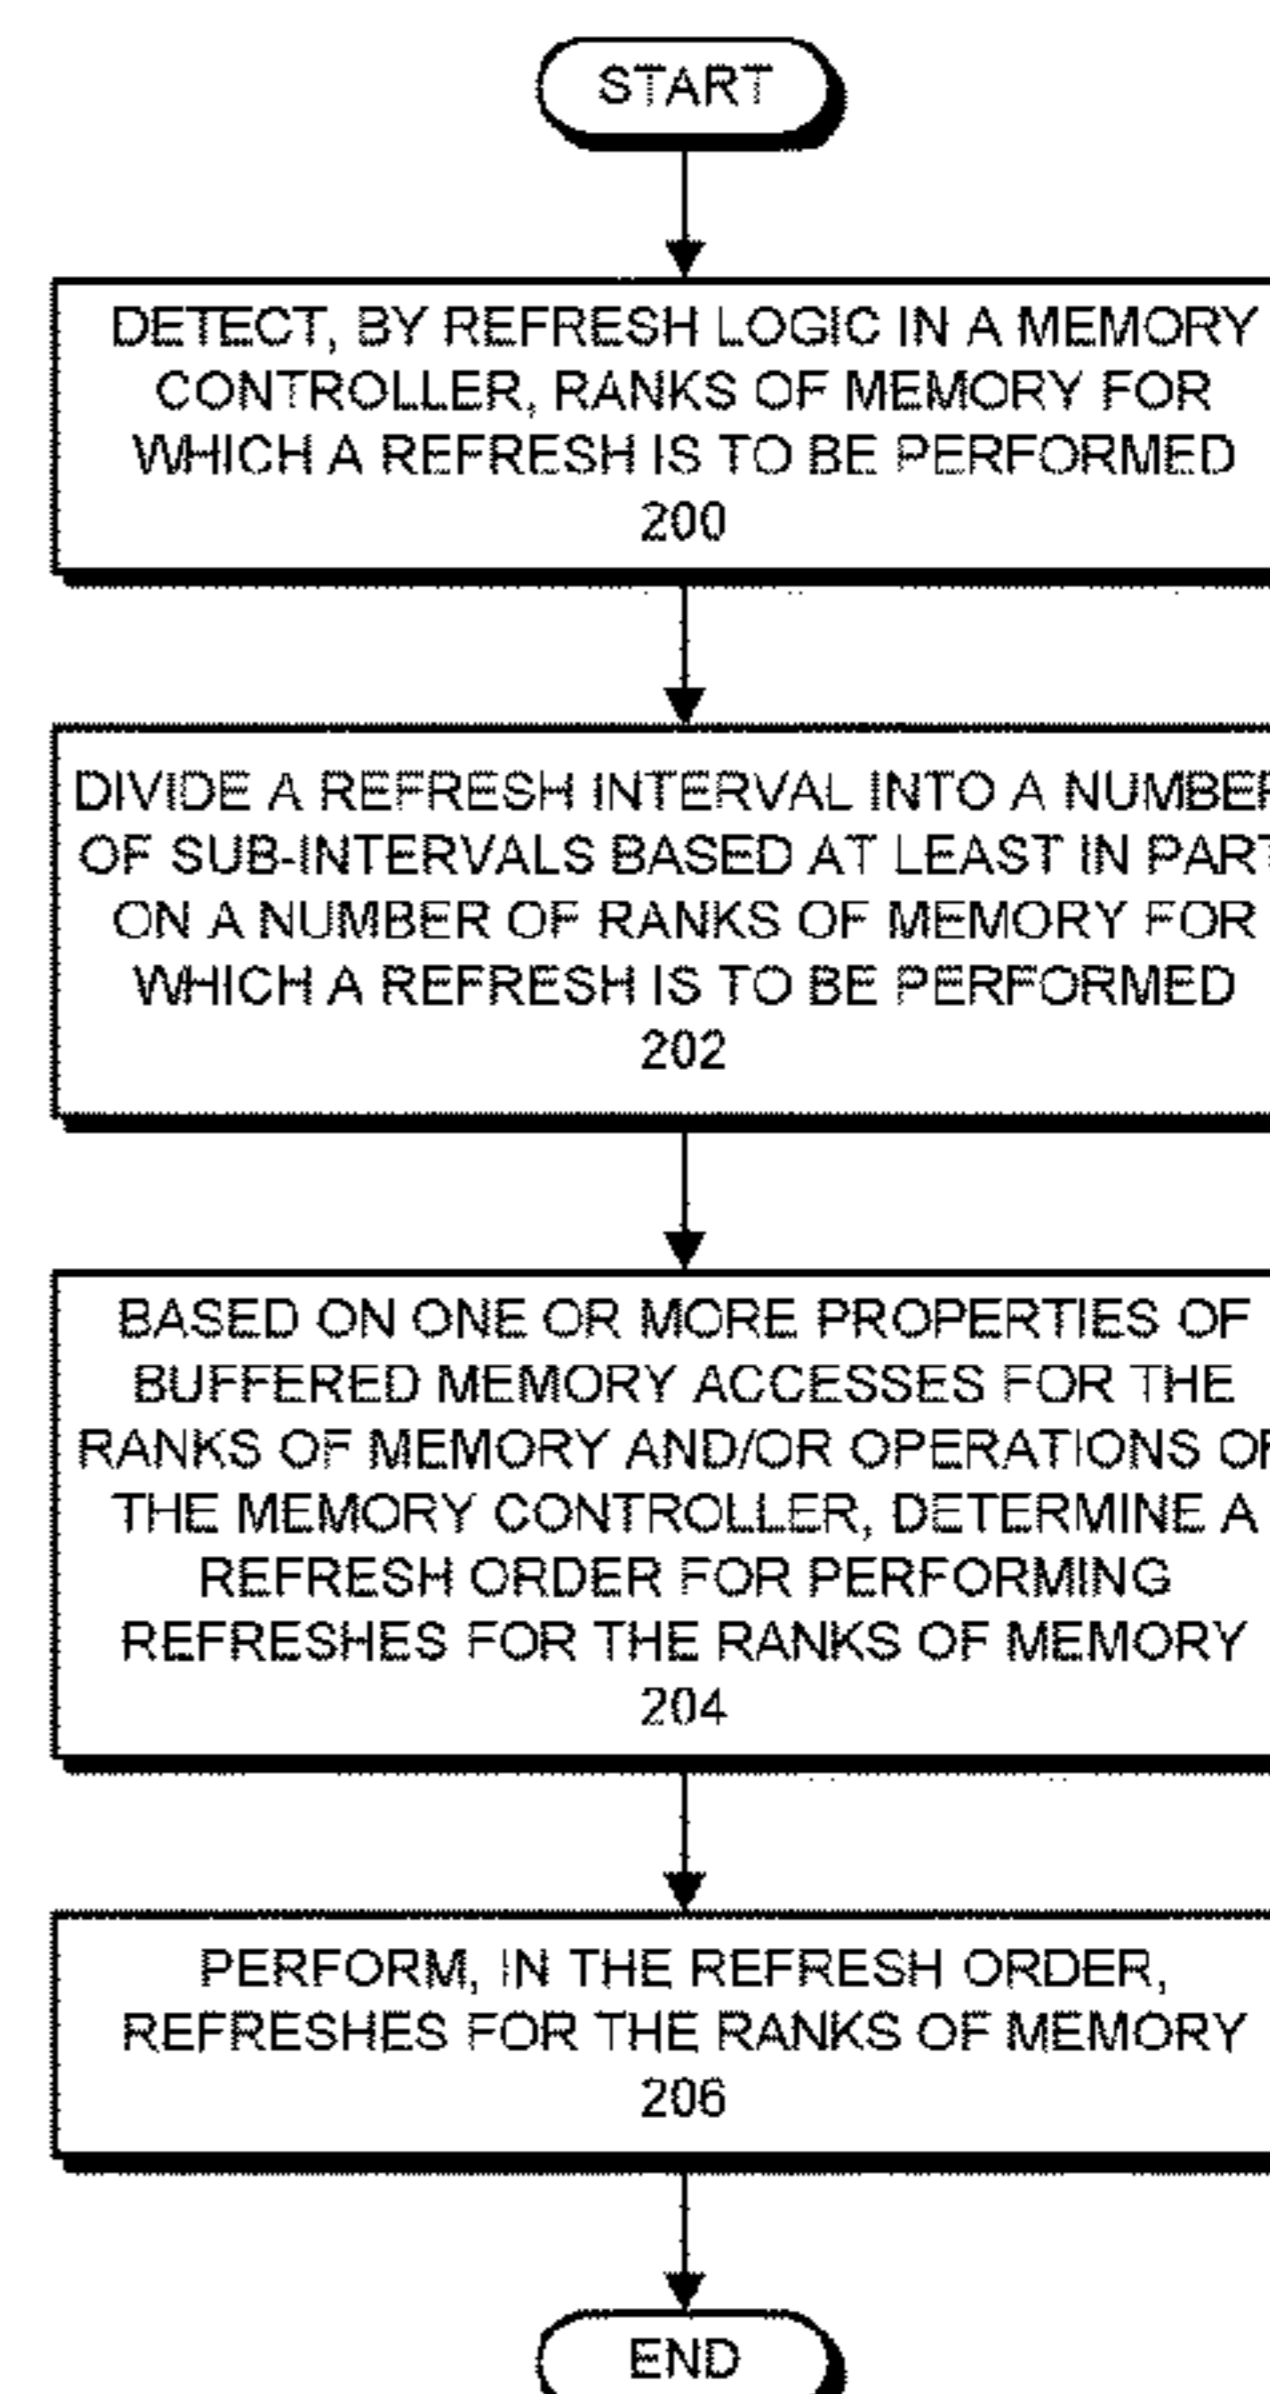 START
DETECT, BY REFRESH LOGIC IN A MEMORY
CONTROLLER, RANKS OF MEMORY FOR
WHICH A REFRESH IS TO BE PERFORMED
200
DIVIDE A REFRESH INTERVAL INTO A NUMBER
OF SUB-INTERVALS BASED AT LEAST IN PART
ON A NUMBER OF RANKS OF MEMORY FOR
WHICH A REFRESH IS TO BE PERFORMED
202
BASED ON ONE OR MORE PROPERTIES OF
BUFFERED MEMORY ACCESSES FOR THE
RANKS OF MEMORY AND/OR OPERATIONS OF
THE MEMORY CONTROLLER, DETERMINE A
REFRESH ORDER FOR PERFORMING
REFRESHES FOR THE RANKS OF MEMORY
204
PERFORM, IN THE REFRESH ORDER,
REFRESHES FOR THE RANKS OF MEMORY
206
END